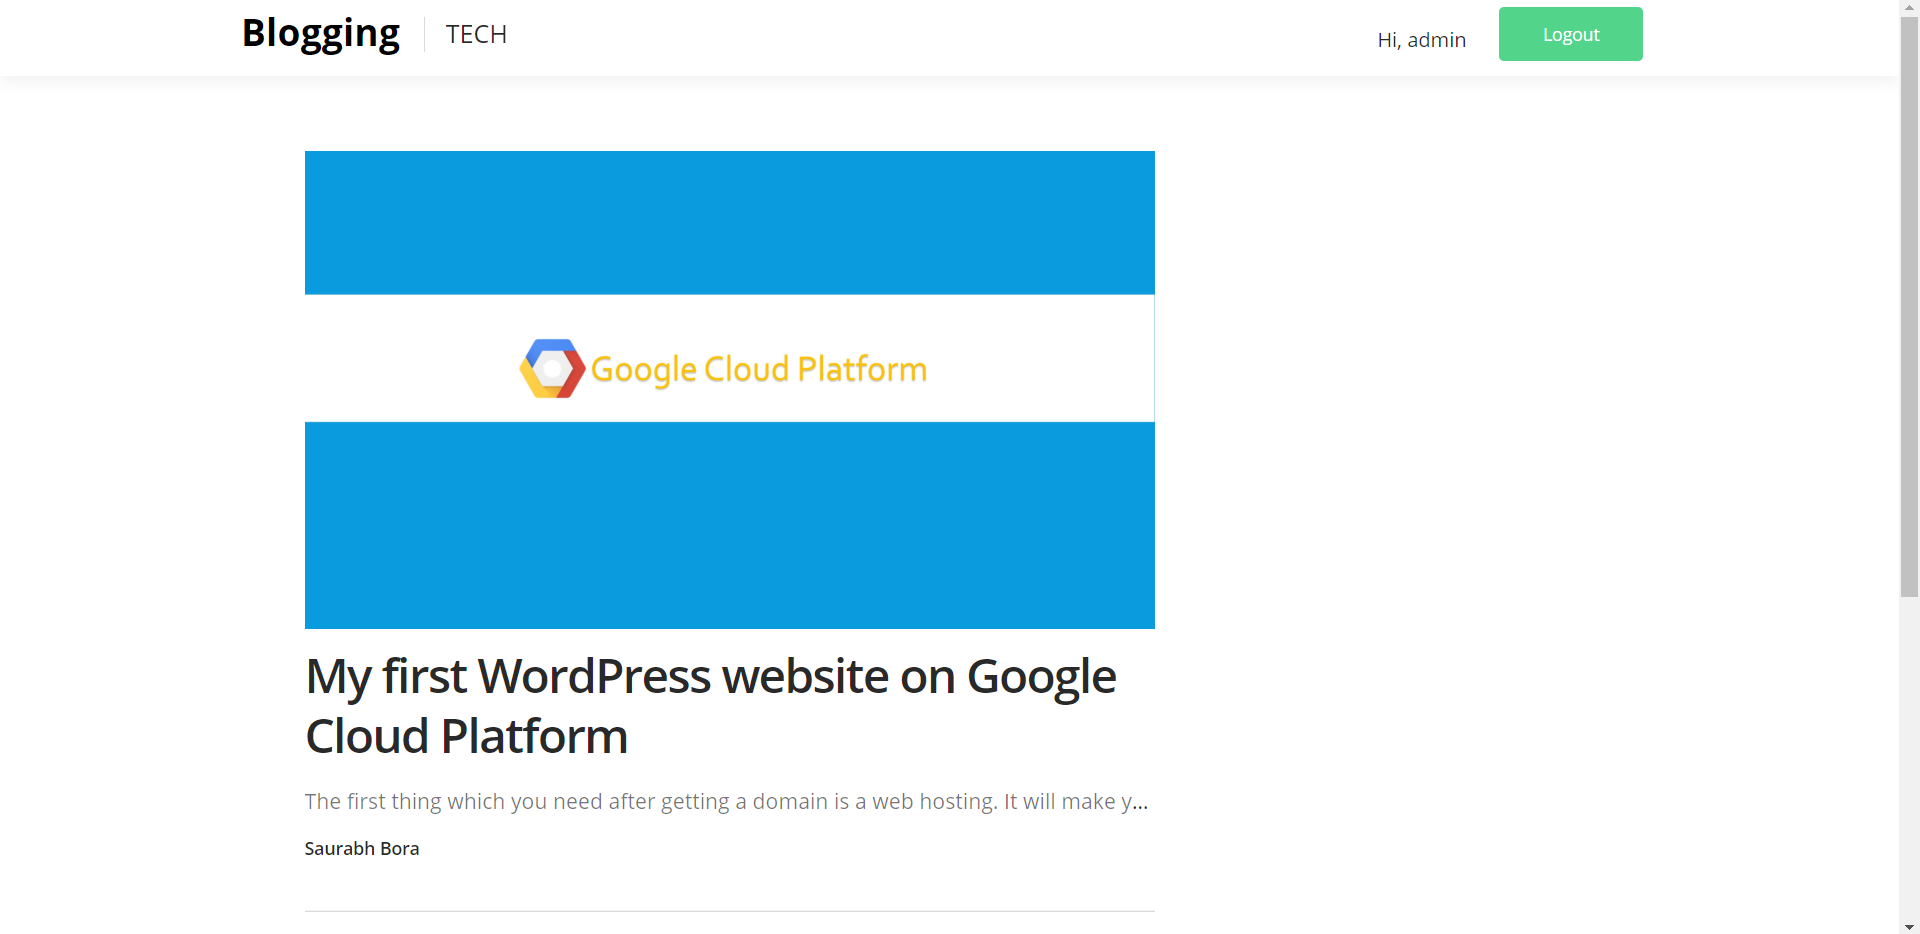 Blogging
TECH
Hi, admin
Logout
Google Cloud Platform
My first WordPress website on Google
Cloud Platform
The first thing which you need after getting a domain is a web hosting. It will make y...
Saurabh Bora